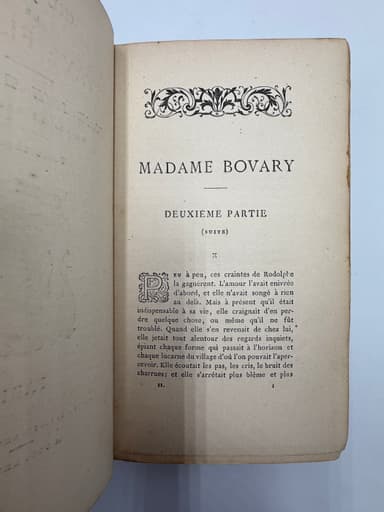 MADAME BOVARY
DEUXIÈME PARTIE
(SUITE)
X
PEU à peu, ces craintes de Rodolphe
la gagnèrent. L'amour l'avait enivrée
d'abord, et elle n'avait songé à rien
au delà. Mais à présent qu'il était
indispensable à sa vie, elle craignait d'en per-
dre quelque chose, ou même qu'il ne fût
troublé. Quand elle s'en revenait de chez lui,
elle jetait tout alentour des regards inquiets,
épiant chaque forme qui passait à l'horizon et
chaque lucarne du village d'où l'on pouvait l'aper-
cevoir. Elle écoutait les pas, les cris, le bruit des
charrues; et elle s'arrêtait plus blême et plus
II. 1